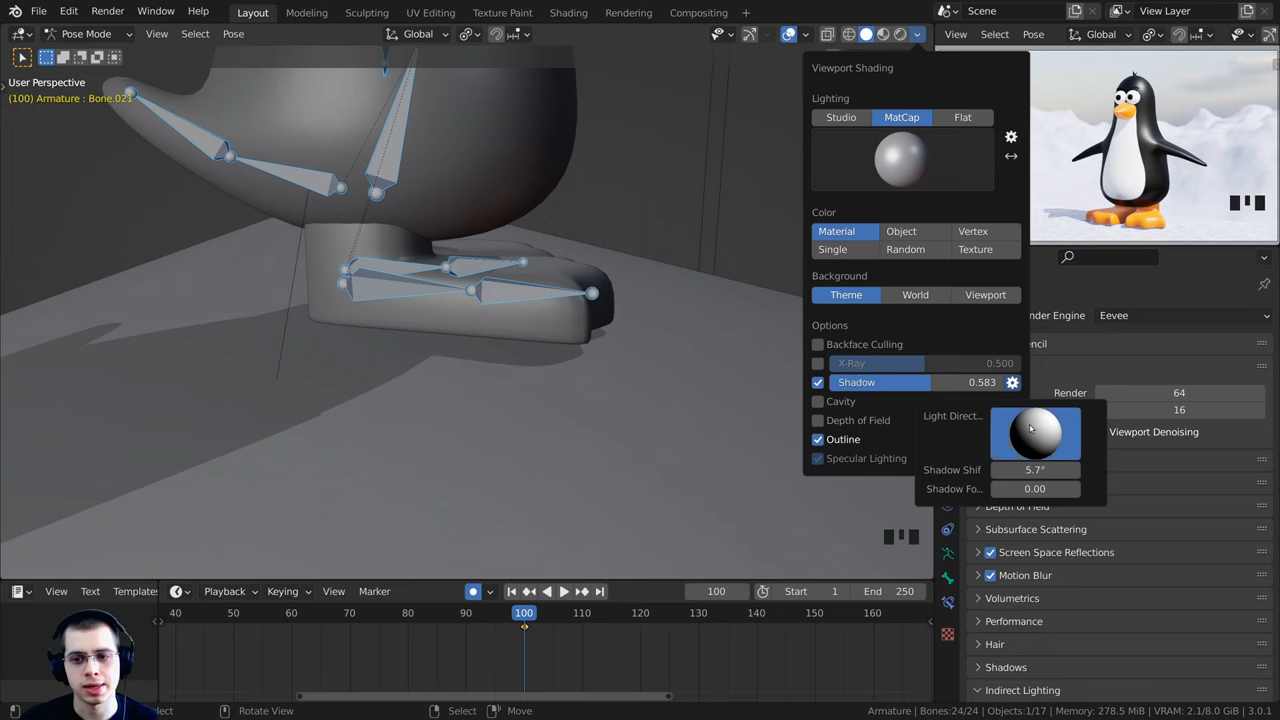 File Edit Render Window Help Layout Modeling Sculpting UV Editing Texture Paint Shading Animation Rendering Compositing Scene View Layer
Pose Mode View Select Pose Global View Select Pose Global
User Perspective
(100) Armature : Bone.021
Viewport Shading
Lighting
Studio MatCap Flat
Color
Material Object Vertex
Single Random Texture
Background
Theme World Viewport
Options
Backface Culling
X-Ray 0.500
Shadow 0.583
Cavity
Depth of Field
Outline
Specular Lighting
Light Direct...
Shadow Shif 5.7°
Shadow Fo... 0.00
nder Engine Eevee
ncil
Render 64
16
Viewport Denoising
Depth of Field
Subsurface Scattering
Screen Space Reflections
Motion Blur
Volumetrics
Performance
Hair
Shadows
Indirect Lighting
View Text Templates Playback Keying View Marker 100 Start 1 End 250
40 50 60 70 80 90 100 110 120 130 140 150 160
lect Rotate View Select Move Armature | Bones:24/24 | Objects:1/17 | Memory: 278.5 MiB | VRAM: 2.1/8.0 GiB | 3.0.1